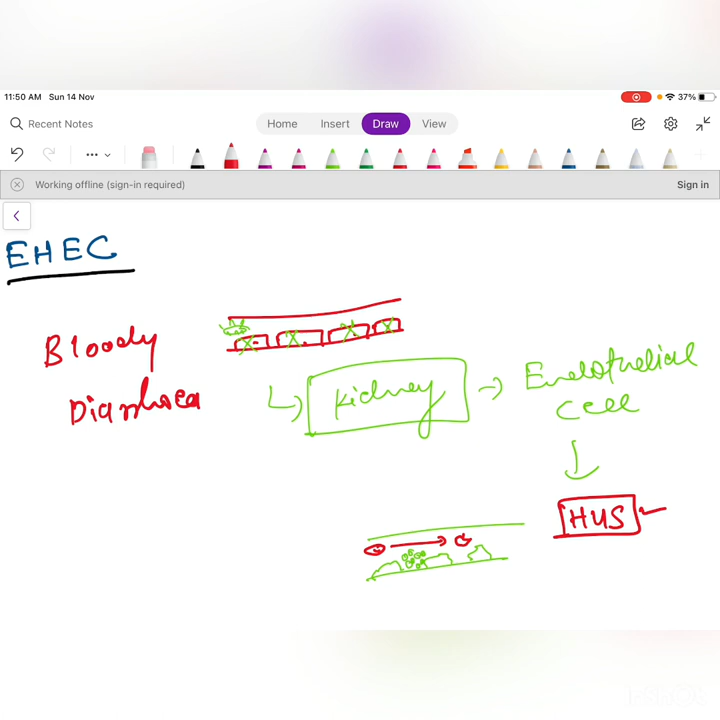 11:50 AM Sun 14 Nov
37%
Recent Notes
Home Insert Draw View
Working offline (sign-in required)
Sign in
EHEC
Bloody
Diarrhoea
Kidney
Endothelial
Cell
HUS